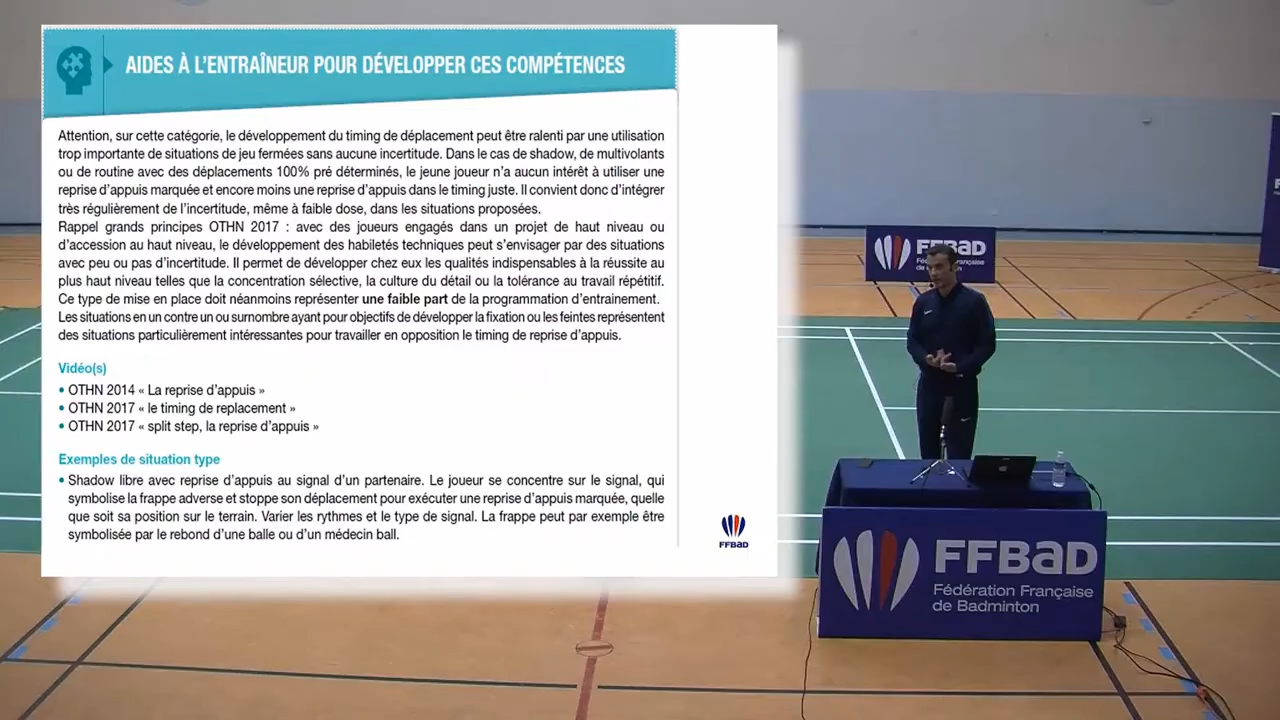 AIDES À L'ENTRAÎNEUR POUR DÉVELOPPER CES COMPÉTENCES
Attention, sur cette catégorie, le développement du timing de déplacement peut être ralenti par une utilisation
trop importante de situations de jeu fermées sans aucune incertitude. Dans le cas de shadow, de multivolants
ou de routine avec des déplacements 100% pré déterminés, le jeune joueur n'a aucun intérêt à utiliser une
reprise d'appuis marquée et encore moins une reprise d'appuis dans le timing juste. Il convient donc d'intégrer
très régulièrement de l'incertitude, même à faible dose, dans les situations proposées.
Rappel grands principes OTHN 2017 : avec des joueurs engagés dans un projet de haut niveau ou
d'accession au haut niveau, le développement des habiletés techniques peut s'envisager par des situations
avec peu ou pas d'incertitude. Il permet de développer chez eux les qualités indispensables à la réussite au
plus haut niveau telles que la concentration sélective, la culture du détail ou la tolérance au travail répétitif.
Ce type de mise en place doit néanmoins représenter une faible part de la programmation d'entrainement.
Les situations en un contre un ou surnombre ayant pour objectifs de développer la fixation ou les feintes représentent
des situations particulièrement intéressantes pour travailler en opposition le timing de reprise d'appuis.
Vidéo(s)
• OTHN 2014 « La reprise d'appuis »
• OTHN 2017 « le timing de replacement »
• OTHN 2017 « split step, la reprise d'appuis »
Exemples de situation type
• Shadow libre avec reprise d'appuis au signal d'un partenaire. Le joueur se concentre sur le signal, qui
symbolise la frappe adverse et stoppe son déplacement pour exécuter une reprise d'appuis marquée, quelle
que soit sa position sur le terrain. Varier les rythmes et le type de signal. La frappe peut par exemple être
symbolisée par le rebond d'une balle ou d'un médecin ball.
FFBaD
FFBaD
Fédération Française
de Badminton
FFBaD
Fédération Française
de Badminton